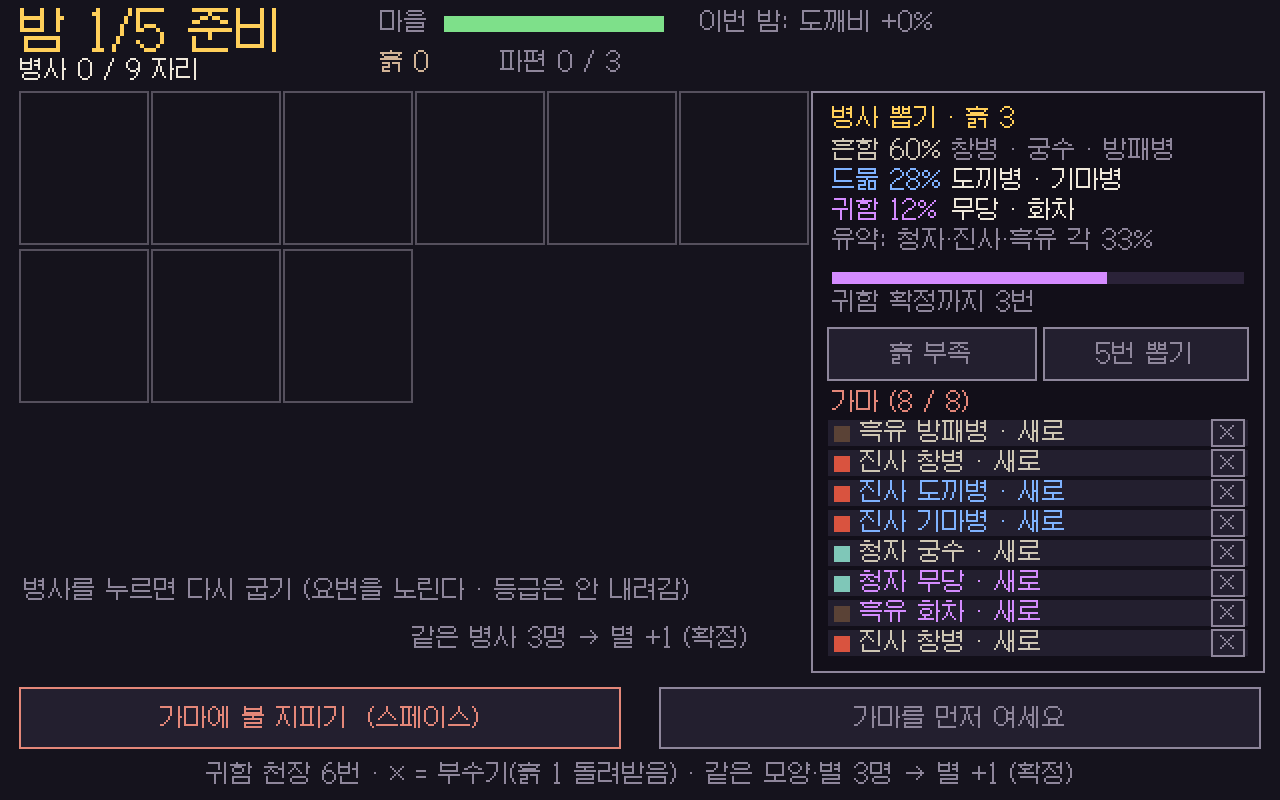 밤 1/5 준비
마을
이번 밤: 도깨비 +0%
병사 0 / 9 자리
흙 0
파편 0 / 3
병사 뽑기 · 흙 3
흔함 60% 창병 · 궁수 · 방패병
드묾 28% 도끼병 · 기마병
귀함 12% 무당 · 화차
유약: 청자·진사·흑유 각 33%
귀함 확정까지 3번
흙 부족
5번 뽑기
가마 (8 / 8)
흑유 방패병 · 새로 ×
진사 창병 · 새로 ×
진사 도끼병 · 새로 ×
진사 기마병 · 새로 ×
청자 궁수 · 새로 ×
청자 무당 · 새로 ×
흑유 화차 · 새로 ×
진사 창병 · 새로 ×
병사를 누르면 다시 굽기 (요변을 노린다 · 등급은 안 내려감)
같은 병사 3명 → 별 +1 (확정)
가마에 불 지피기 (스페이스)
가마를 먼저 여세요
귀함 천장 6번 · × = 부수기(흙 1 돌려받음) · 같은 모양·별 3명 → 별 +1 (확정)